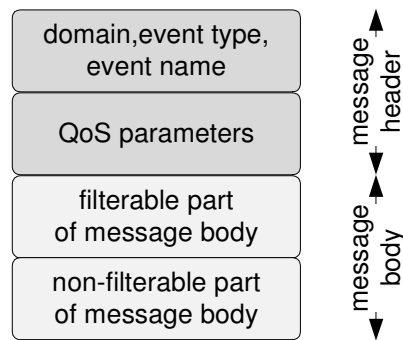 domain,event type,
event name
QoS parameters
filterable part
of message body
non-filterable part
of message body
message
header
message
body